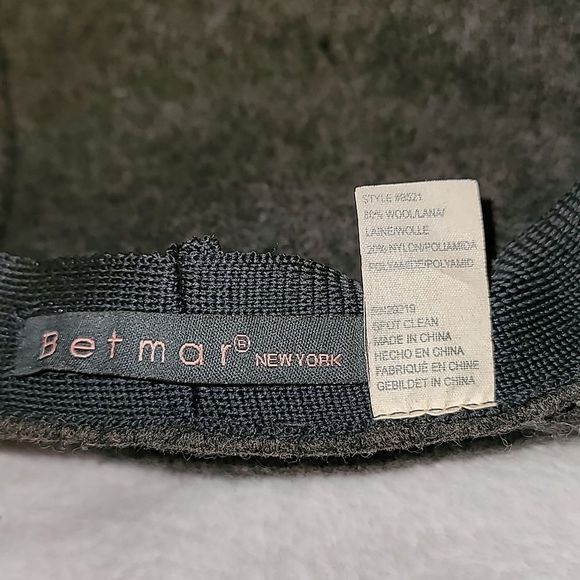 Betmar® NEW YORK
STYLE #B521
80% WOOL/LANA/
LAINE/WOLLE
20% NYLON/POLIAMIDA
POLYAMIDE/POLYAMID
SPOT CLEAN
MADE IN CHINA
HECHO EN CHINA
FABRIQUÉ EN CHINE
GEBILDET IN CHINA